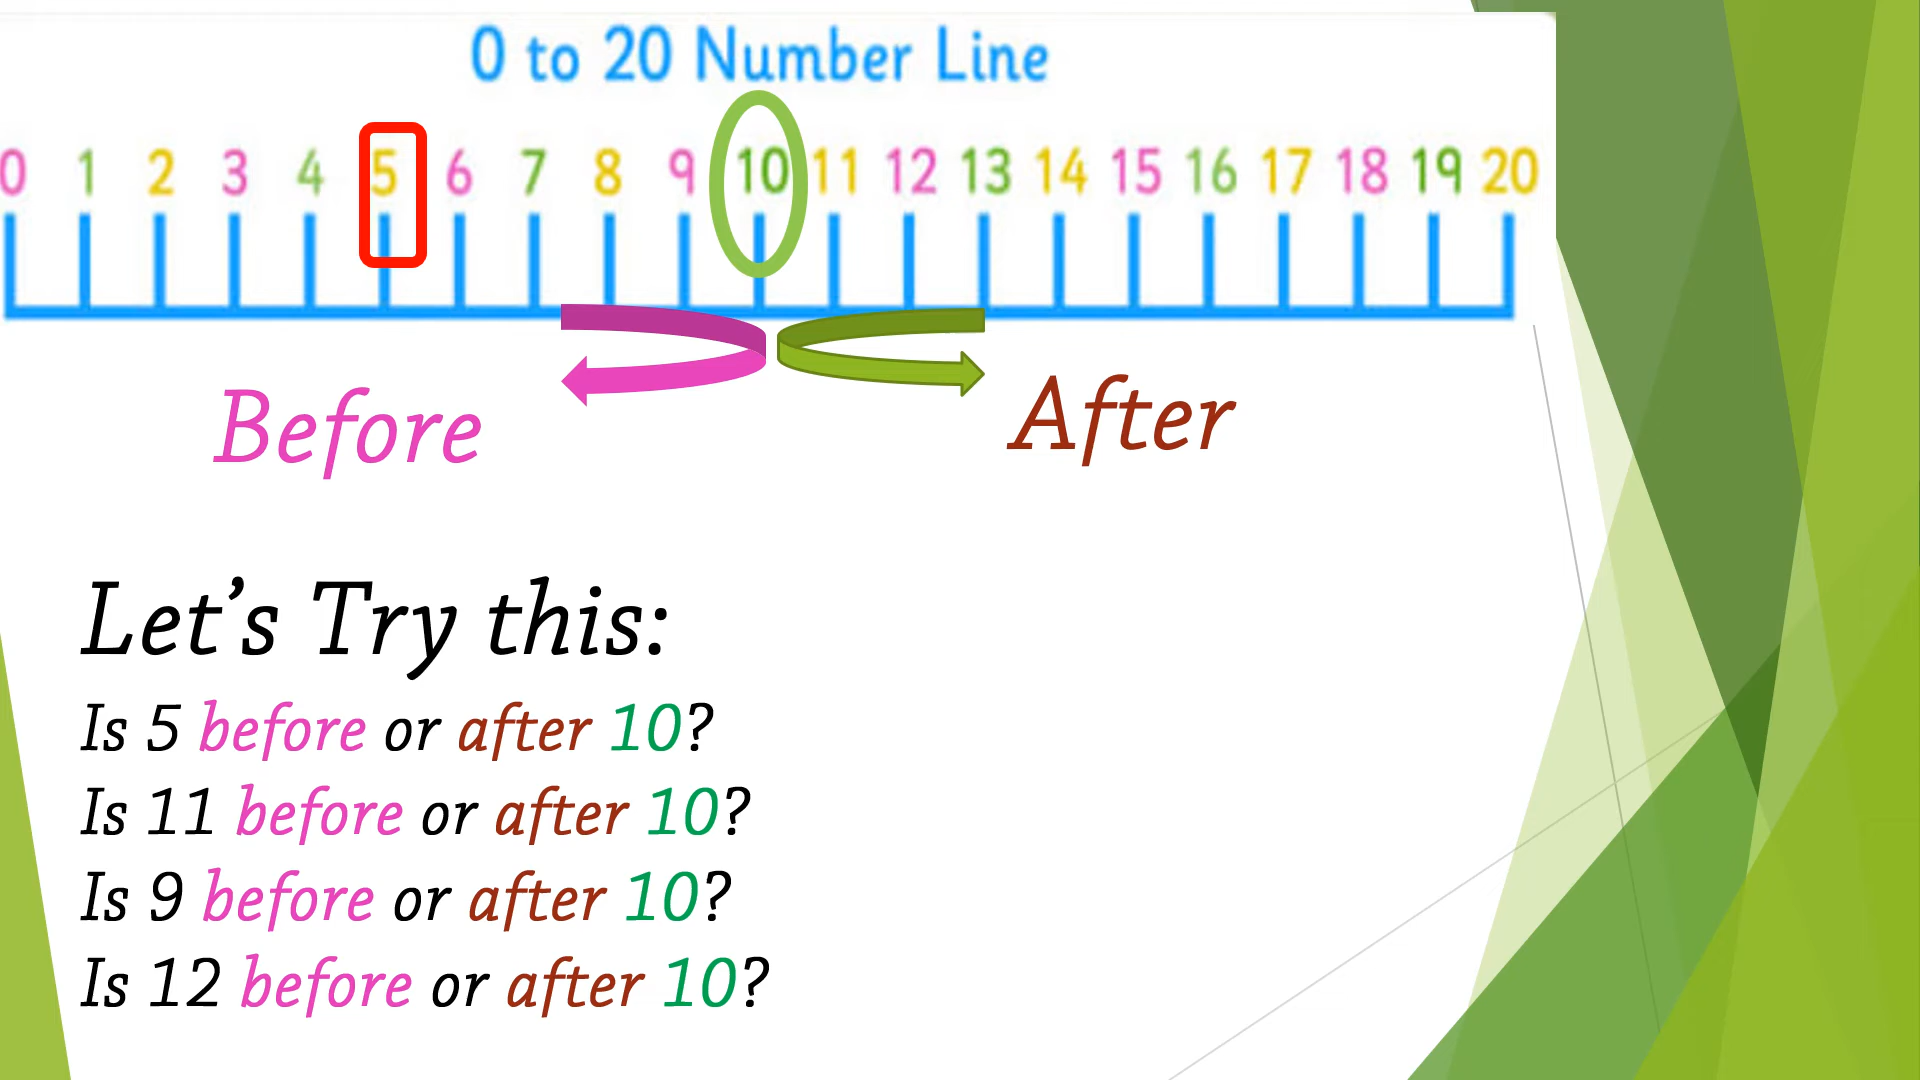 0 to 20 Number Line
0 1 2 3 4 5 6 7 8 9 10 11 12 13 14 15 16 17 18 19 20
Before After
Let’s Try this:
Is 5 before or after 10?
Is 11 before or after 10?
Is 9 before or after 10?
Is 12 before or after 10?